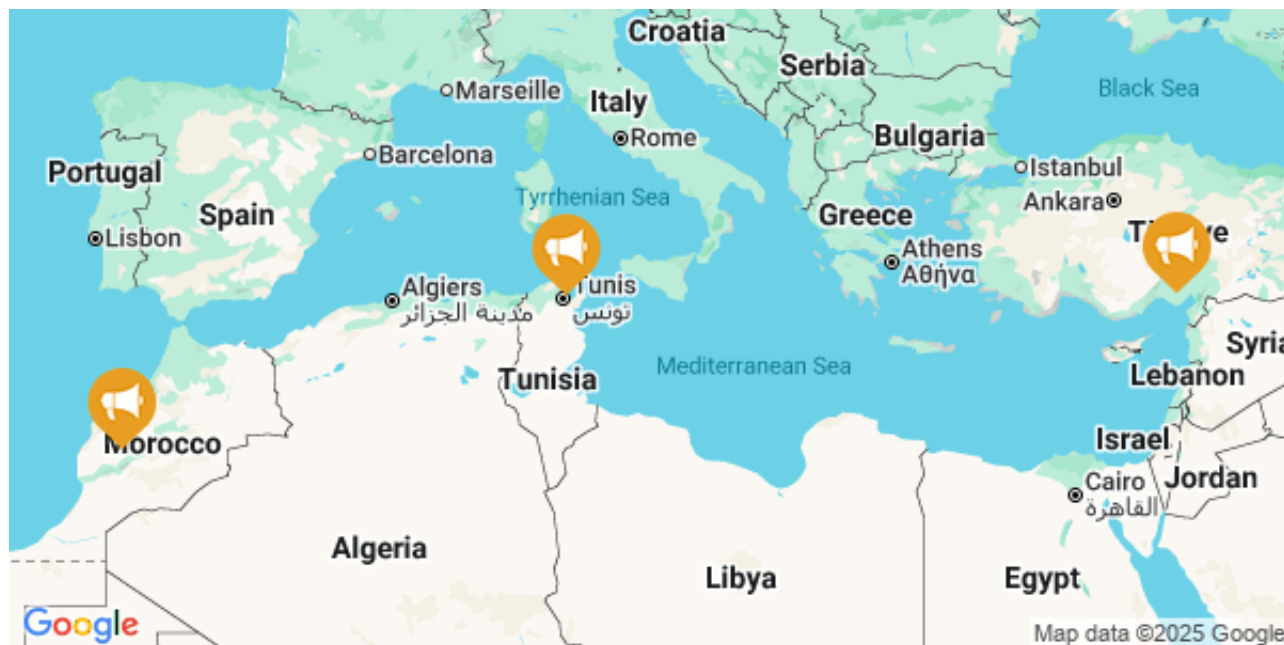 Croatia
Serbia
Black Sea
Marseille
Italy
Bulgaria
Rome
Barcelona
Istanbul
Portugal
Tyrrhenian Sea
Ankara
Spain
Greece
Lisbon
Athens
Αθήνα
Algiers
مدينة الجزائر
Tunis
تونس
Syria
Mediterranean Sea
Tunisia
Lebanon
Morocco
Israel
Jordan
Cairo
القاهرة
Algeria
Libya
Egypt
Google
Map data ©2025 Google